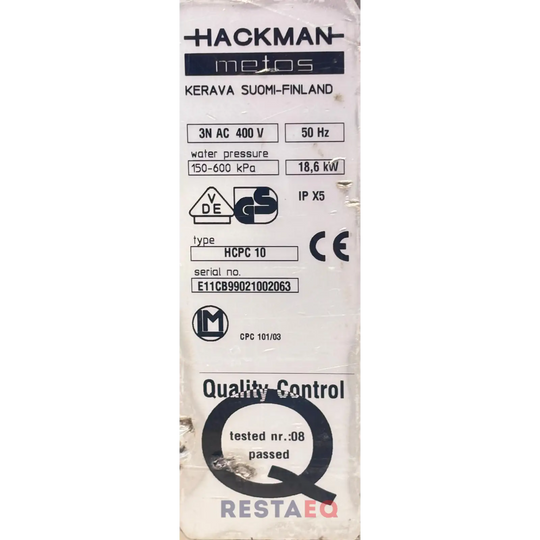 HACKMAN
metos
KERAVA SUOMI-FINLAND
3N AC 400 V 50 Hz
water pressure
150-600 kPa 18,6 kW
VDE GS IP X5
type
HCPC 10 CE
serial no.
E11CB99021002063
LM
CPC 101/03
Quality Control
Q
tested nr.:08
passed
RESTAEQ